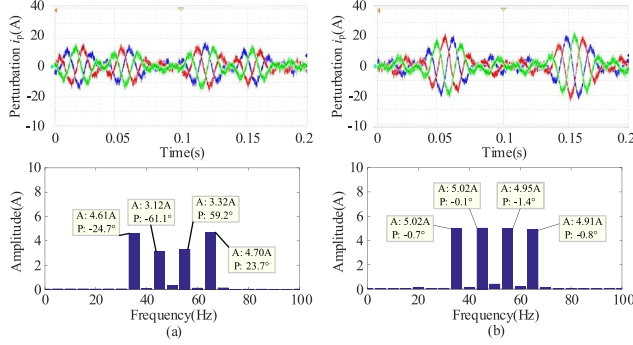 Perturbation ip(A)
40
20
0
-20
-10
0 0.05 0.1 0.15 0.2
Time(s)
Perturbation ip(A)
40
20
0
-20
-10
0 0.05 0.1 0.15 0.2
Time(s)
Amplitude(A)
10
8
6
4
2
0
A: 4.61A
P: -24.7°
A: 3.12A
P: -61.1°
A: 3.32A
P: 59.2°
A: 4.70A
P: 23.7°
0 20 40 60 80 100
Frequency(Hz)
(a)
Amplitude(A)
10
8
6
4
2
0
A: 5.02A
P: -0.7°
A: 5.02A
P: -0.1°
A: 4.95A
P: -1.4°
A: 4.91A
P: -0.8°
0 20 40 60 80 100
Frequency(Hz)
(b)